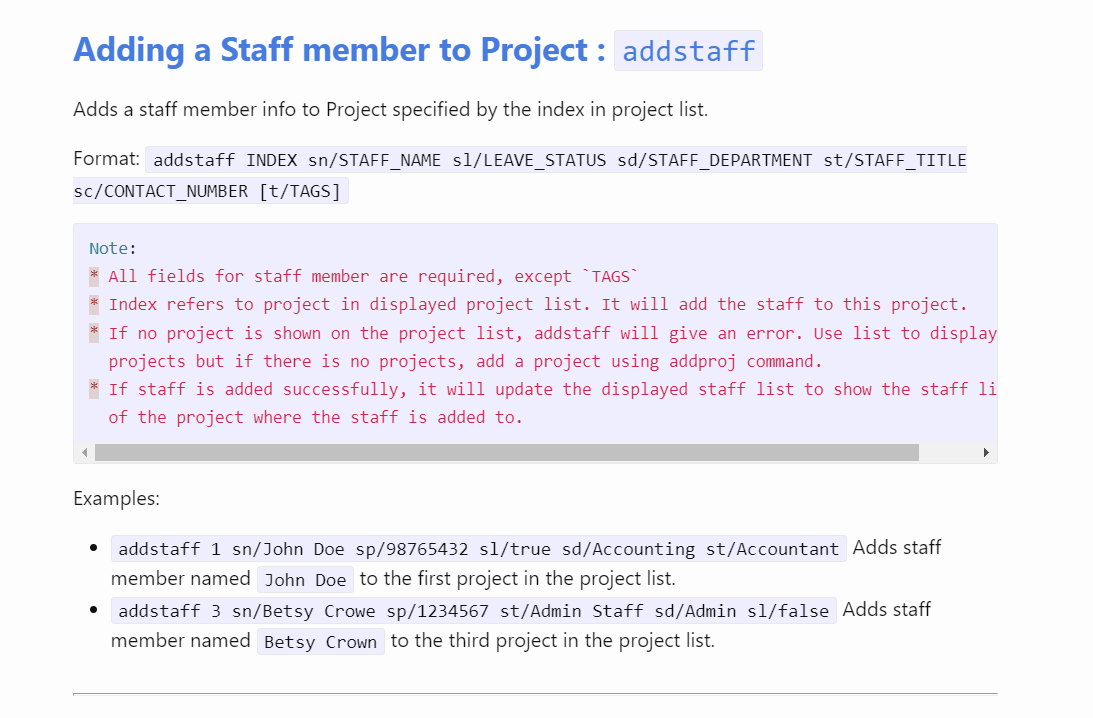 Adding a Staff member to Project : addstaff
Adds a staff member info to Project specified by the index in project list.
Format: addstaff INDEX sn/STAFF_NAME sl/LEAVE_STATUS sd/STAFF_DEPARTMENT st/STAFF_TITLE
sc/CONTACT_NUMBER [t/TAGS]
Note:
* All fields for staff member are required, except `TAGS`
* Index refers to project in displayed project list. It will add the staff to this project.
* If no project is shown on the project list, addstaff will give an error. Use list to display
projects but if there is no projects, add a project using addproj command.
* If staff is added successfully, it will update the displayed staff list to show the staff li
of the project where the staff is added to.
Examples:
• addstaff 1 sn/John Doe sp/98765432 sl/true sd/Accounting st/Accountant Adds staff
member named John Doe to the first project in the project list.
• addstaff 3 sn/Betsy Crowe sp/1234567 st/Admin Staff sd/Admin sl/false Adds staff
member named Betsy Crown to the third project in the project list.